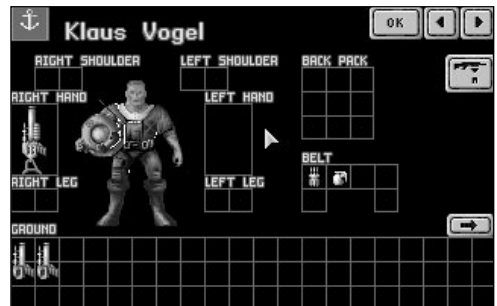 Klaus Vogel
OK
RIGHT SHOULDER
LEFT SHOULDER
BACK PACK
RIGHT HAND
LEFT HAND
BELT
RIGHT LEG
LEFT LEG
GROUND